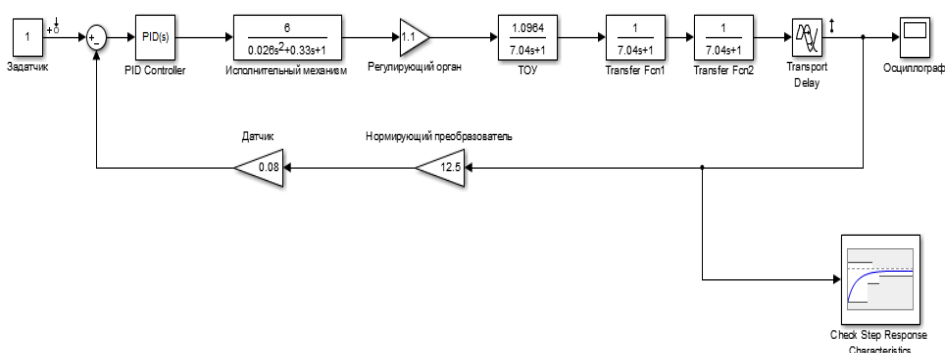 1
Задатчик
+
-
PID(s)
PID Controller
6
0.026s²+0.33s+1
Исполнительный механизм
1.1
Регулирующий орган
1.0964
7.04s+1
ТОУ
1
7.04s+1
Transfer Fcn1
1
7.04s+1
Transfer Fcn2
Transport
Delay
Осциллограф
Датчик
0.08
Нормирующий преобразователь
12.5
Check Step Response
Characteristics